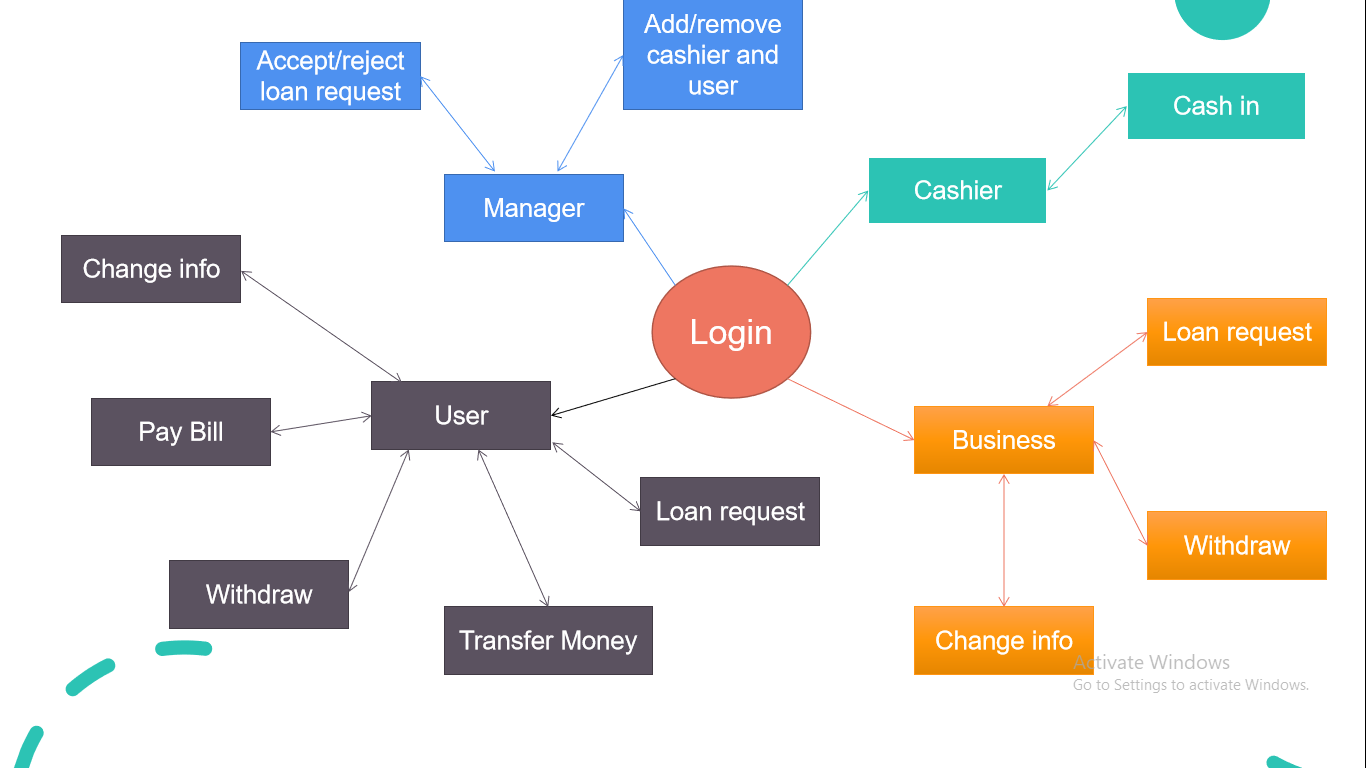 Add/remove
cashier and
user
Accept/reject
loan request
Cash in
Cashier
Manager
Change info
Login
Loan request
User
Pay Bill
Business
Loan request
Withdraw
Withdraw
Transfer Money
Change info
Activate Windows
Go to Settings to activate Windows.